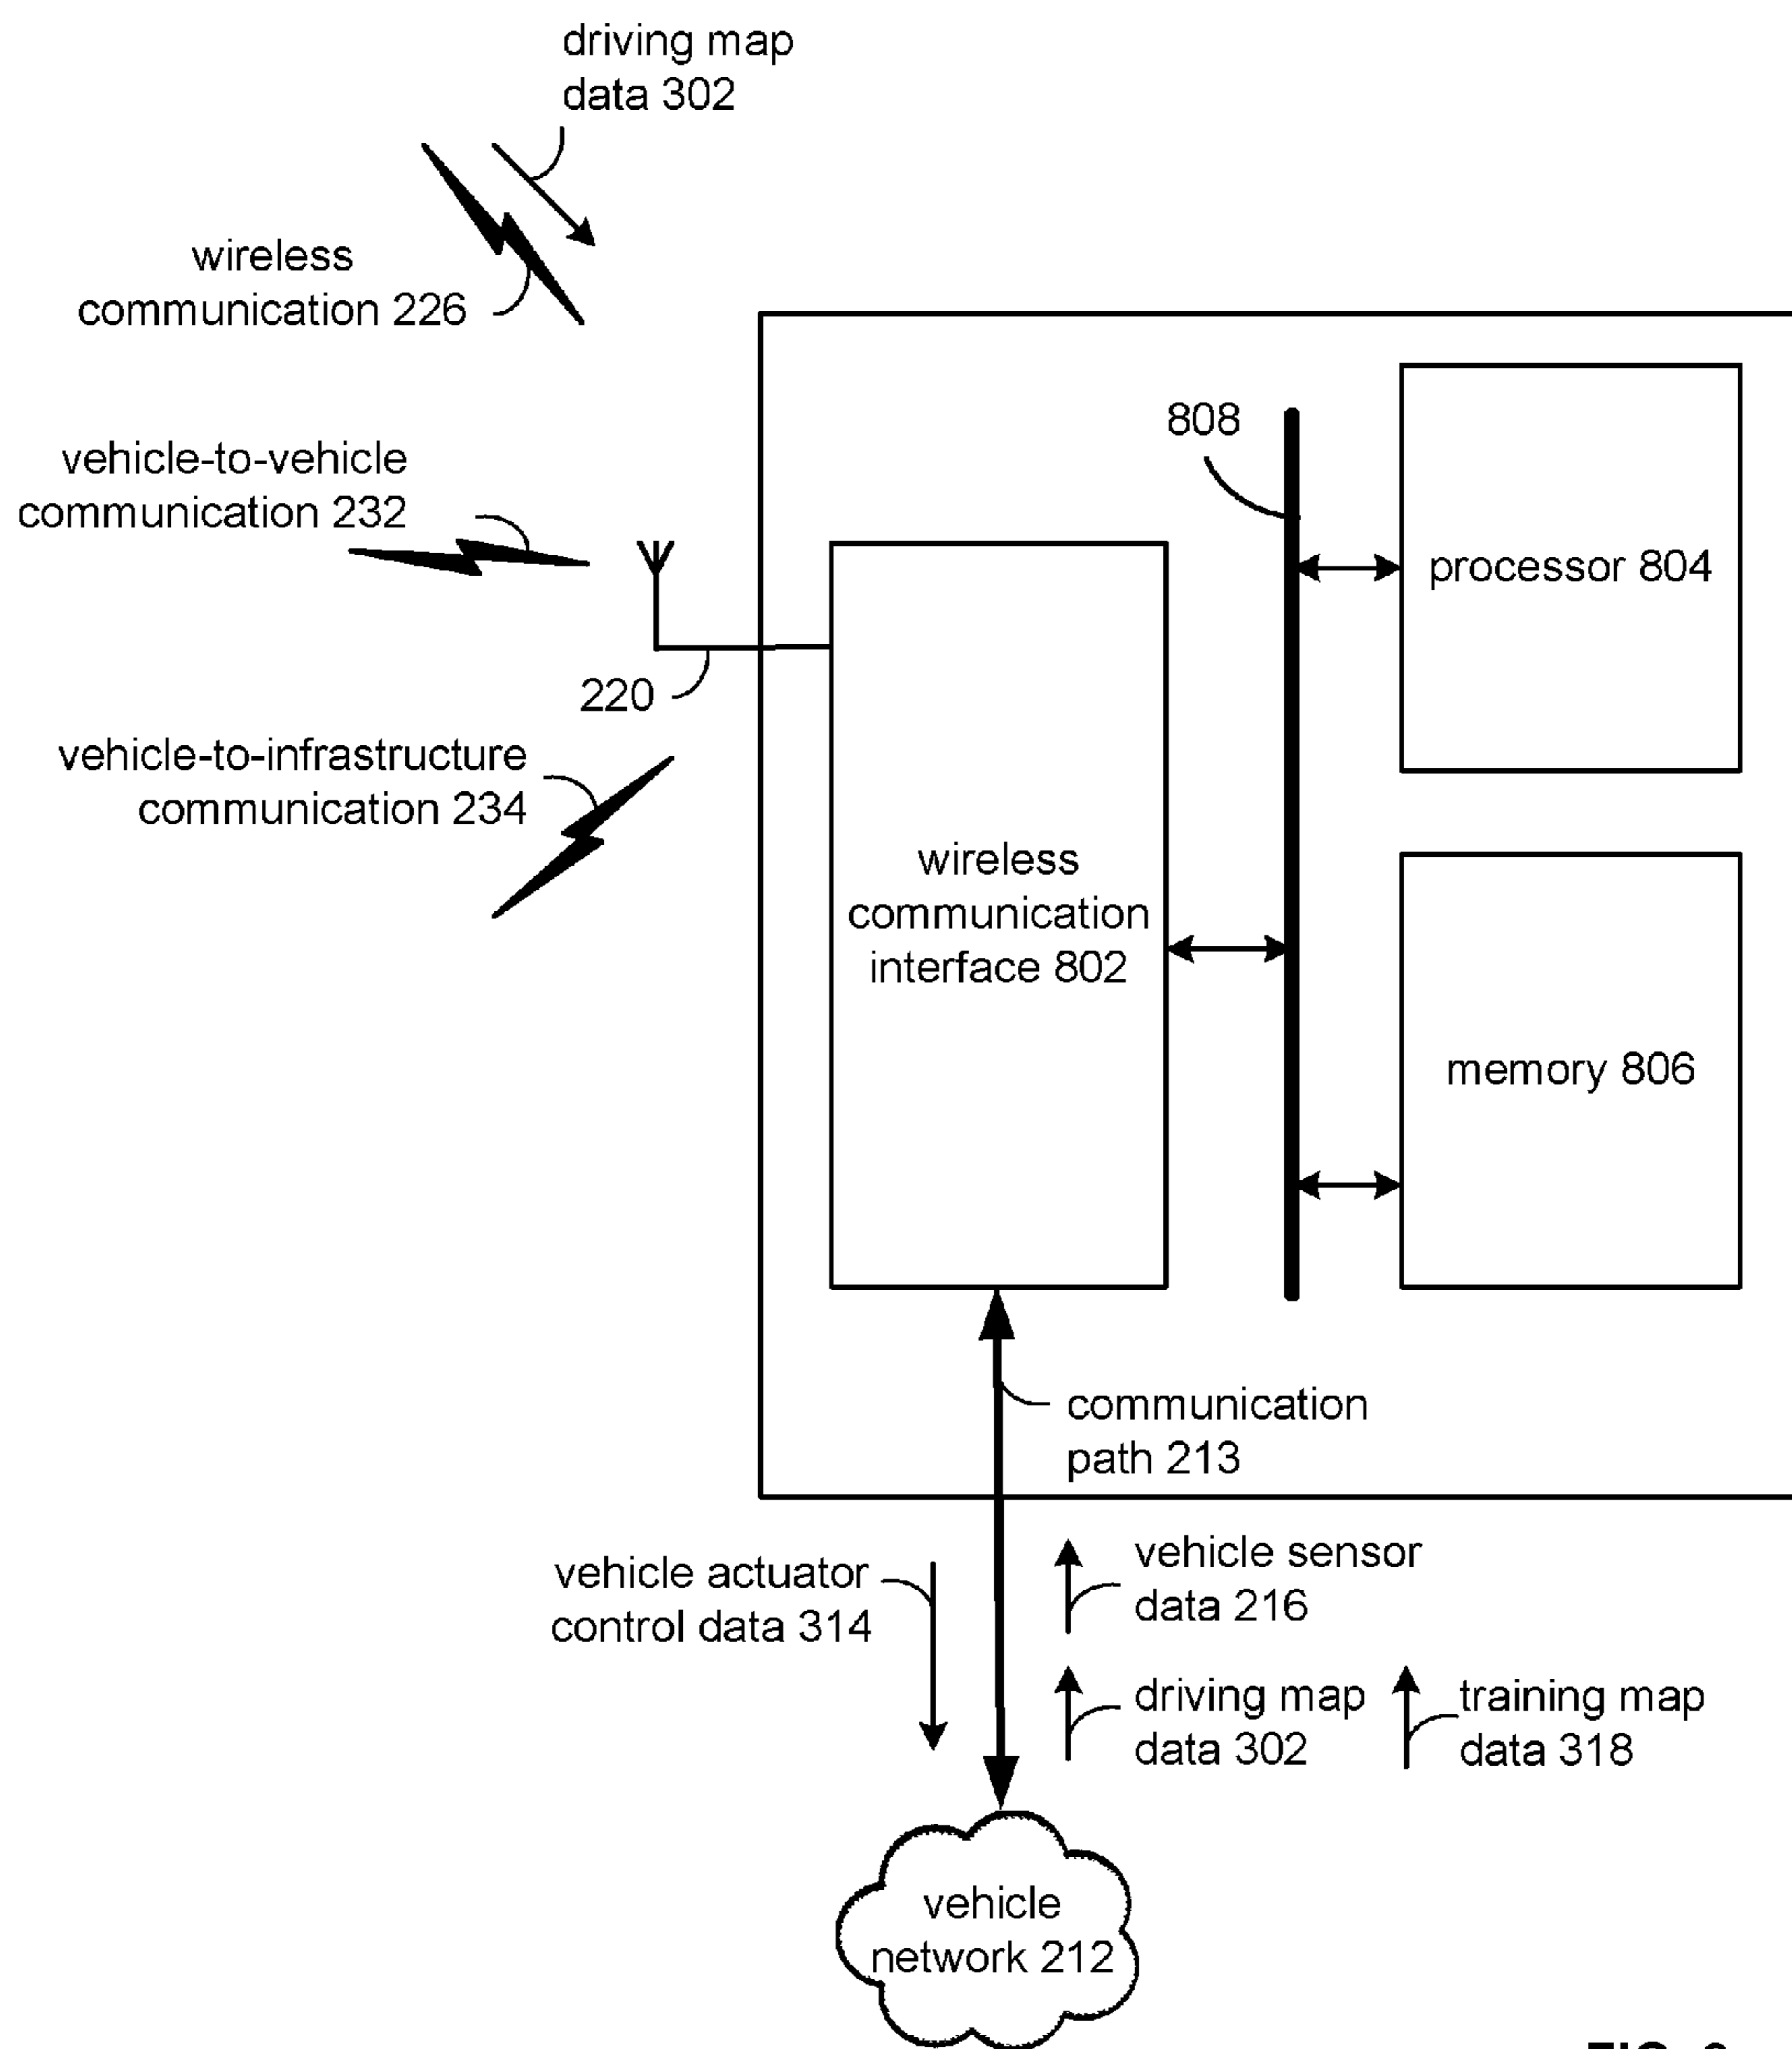 driving map
data 302
wireless
communication 226
808
vehicle-to-vehicle
communication 232
processor 804
220
vehicle-to-infrastructure
communication 234
wireless
communication
interface 802
memory 806
communication
path 213
vehicle actuator
control data 314
vehicle sensor
data 216
driving map
data 302
training map
data 318
vehicle
network 212